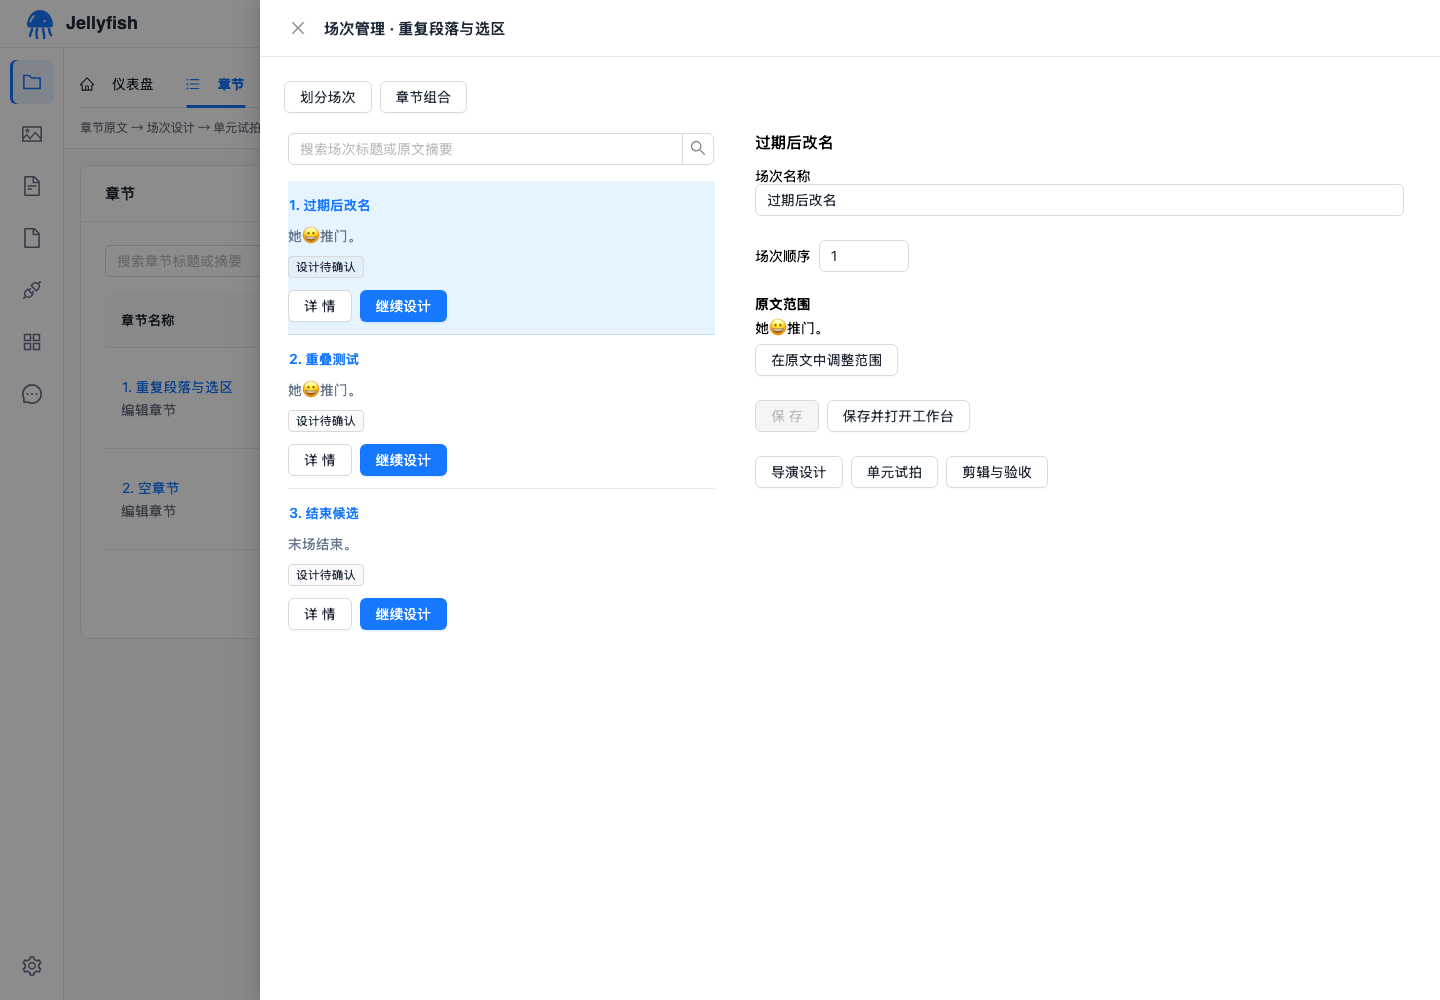 Jellyfish
仪表盘
章节
章节原文 → 场次设计 → 单元试拍
章节
搜索章节标题或摘要
章节名称
1. 重复段落与选区
编辑章节
2. 空章节
编辑章节
场次管理 · 重复段落与选区
划分场次
章节组合
搜索场次标题或原文摘要
1. 过期后改名
她😀推门。
设计待确认
详 情
继续设计
2. 重叠测试
她😀推门。
设计待确认
详 情
继续设计
3. 结束候选
末场结束。
设计待确认
详 情
继续设计
过期后改名
场次名称
过期后改名
场次顺序
1
原文范围
她😀推门。
在原文中调整范围
保 存
保存并打开工作台
导演设计
单元试拍
剪辑与验收